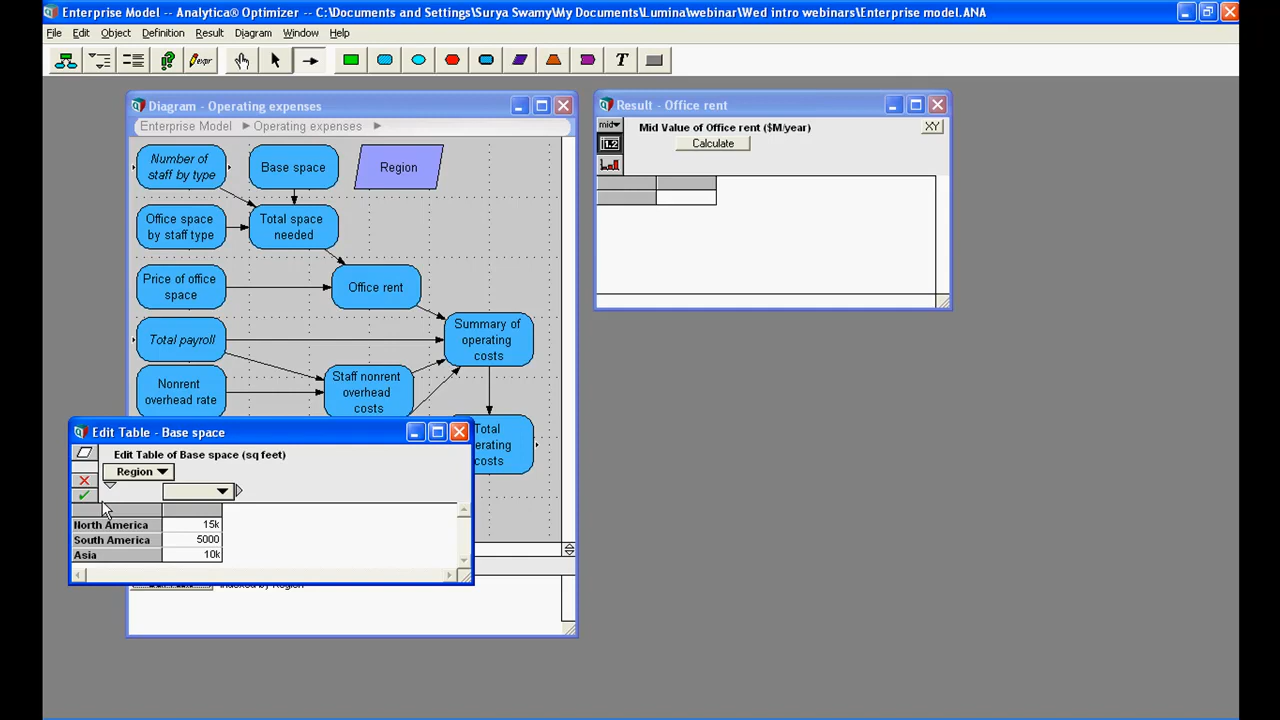 Enterprise Model -- Analytica® Optimizer -- C:\Documents and Settings\Surya Swamy\My Documents\Lumina\webinar\Wed intro webinars\Enterprise model.ANA
File Edit Object Definition Result Diagram Window Help
expr T
Diagram - Operating expenses
Enterprise Model Operating expenses
Number of
staff by type
Base space
Region
Office space
by staff type
Total space
needed
Price of office
space
Office rent
Total payroll
Summary of
operating
costs
Nonrent
overhead rate
Staff nonrent
overhead
costs
Total
erating
costs
Indexed by Region
Result - Office rent
mid
Mid Value of Office rent ($M/year)
XY
Calculate
Edit Table - Base space
Edit Table of Base space (sq feet)
Region
North America 15k
South America 5000
Asia 10k